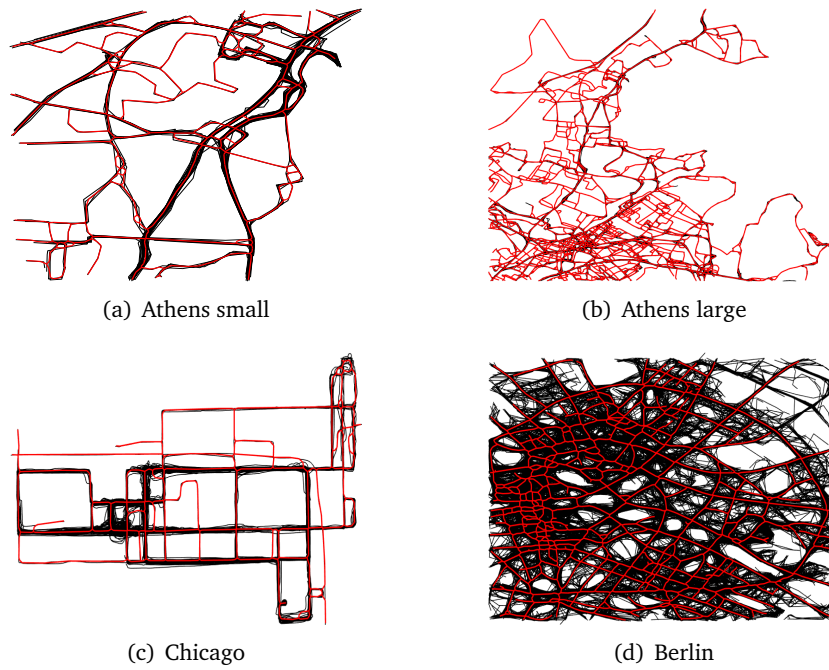 (a) Athens small
(b) Athens large
(c) Chicago
(d) Berlin